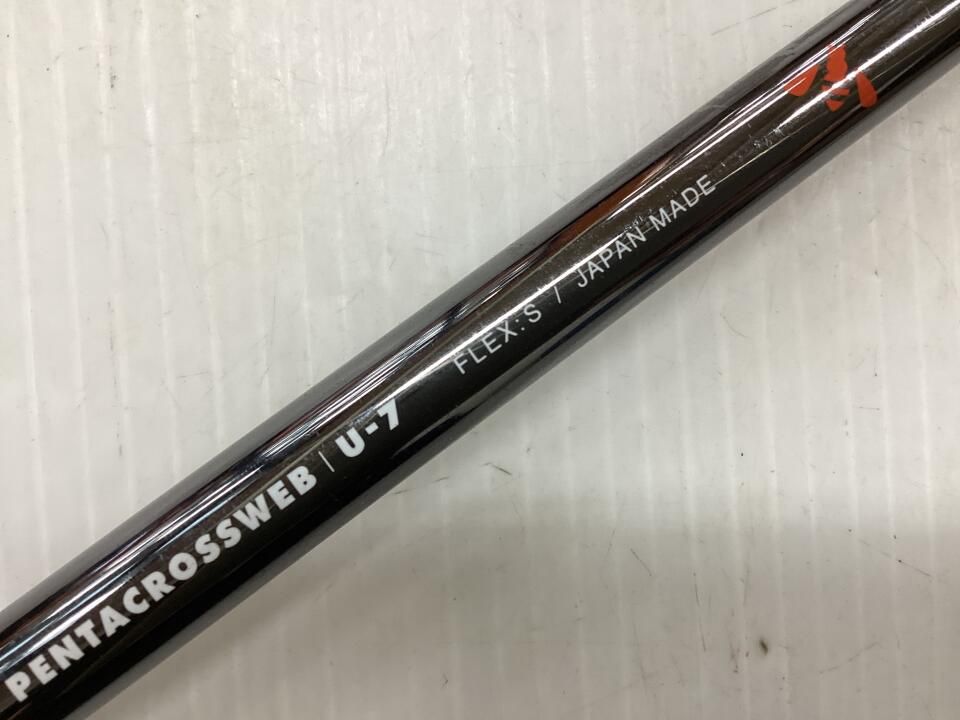 PENTACROSSWEB | U-7 FLEX: S / JAPAN MADE